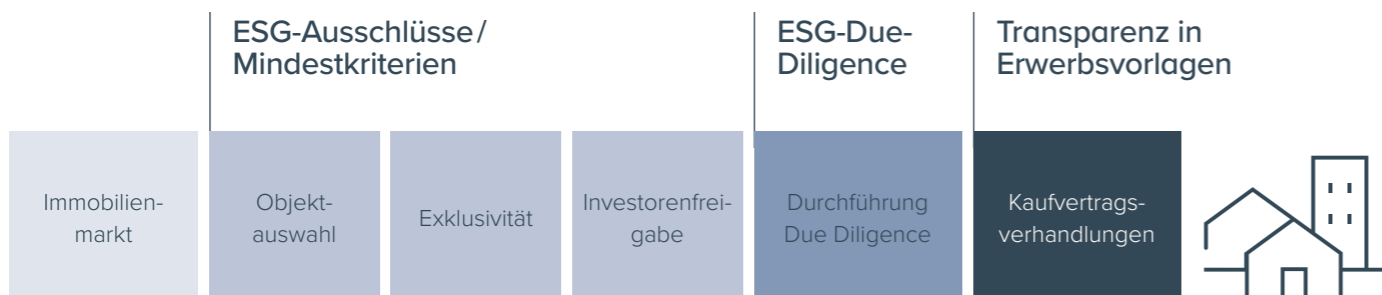 ESG-Ausschlüsse/
Mindestkriterien
ESG-Due-
Diligence
Transparenz in
Erwerbsvorlagen
Immobilien-
markt
Objekt-
auswahl
Exklusivität
Investorenfrei-
gabe
Durchführung
Due Diligence
Kaufvertrags-
verhandlungen